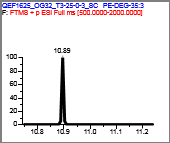 QEF1625_OG32_T3-25-0-3_SC PE-DEG-35:3
F: FTMS + p ESI Full ms [500.0000-2000.0000]
10.89
100
80
60
40
20
0
10.8 10.9 11.0 11.1 11.2